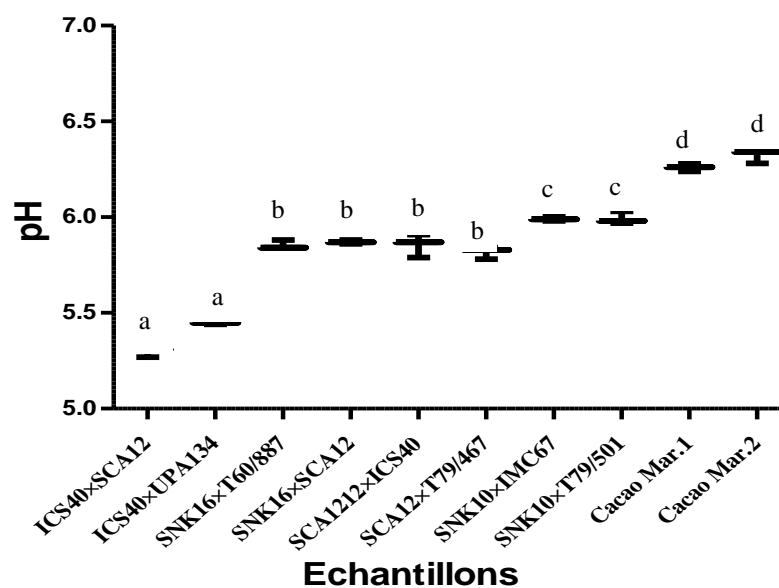 7.0
6.5
6.0
5.5
5.0
pH
a
a
b
b
b
b
c
c
d
d
ICS40×SCA12
ICS40×UPA134
SNK16×T60/887
SNK16×SCA12
SCA1212×ICS40
SCA12×T79/467
SNK10×IMC67
SNK10×T79/501
Cacao Mar.1
Cacao Mar.2
Echantillons